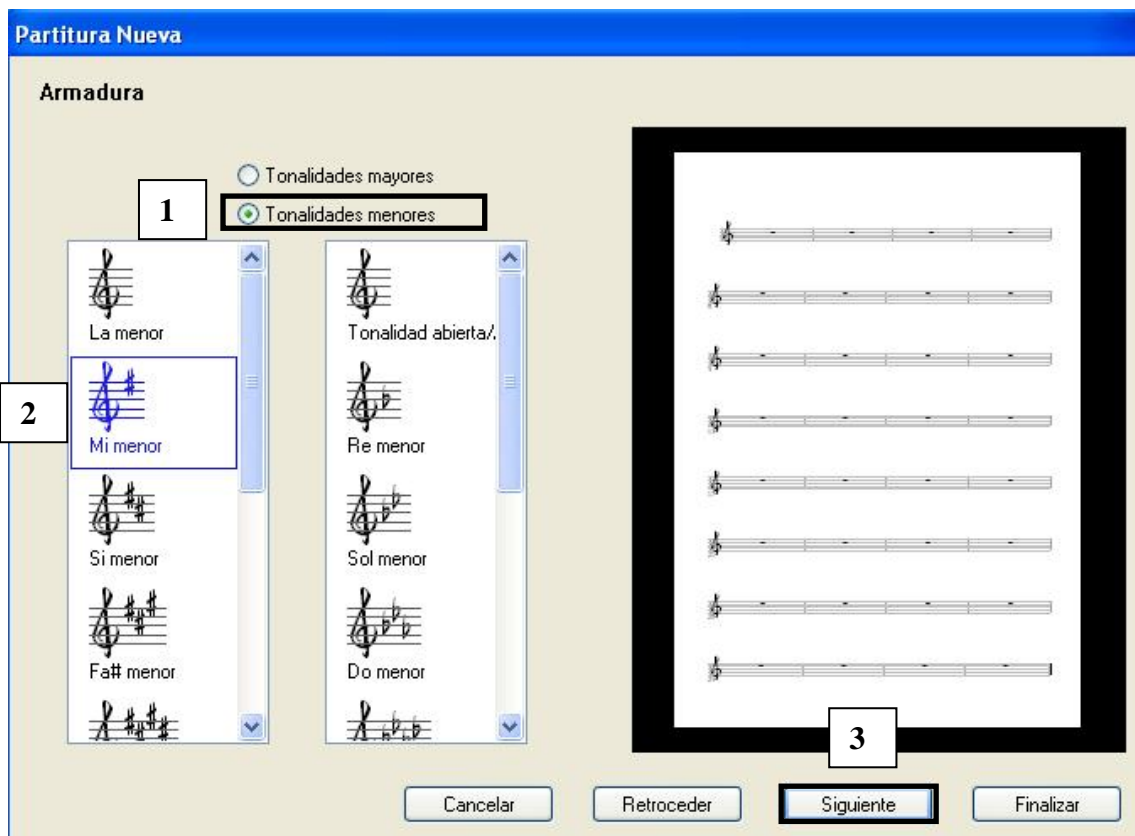 Partitura Nueva
Armadura
Tonalidades mayores
1
Tonalidades menores
La menor
Tonalidad abierta/.
2
Mi menor
Re menor
Si menor
Sol menor
Fa# menor
Do menor
3
Cancelar
Retroceder
Siguiente
Finalizar